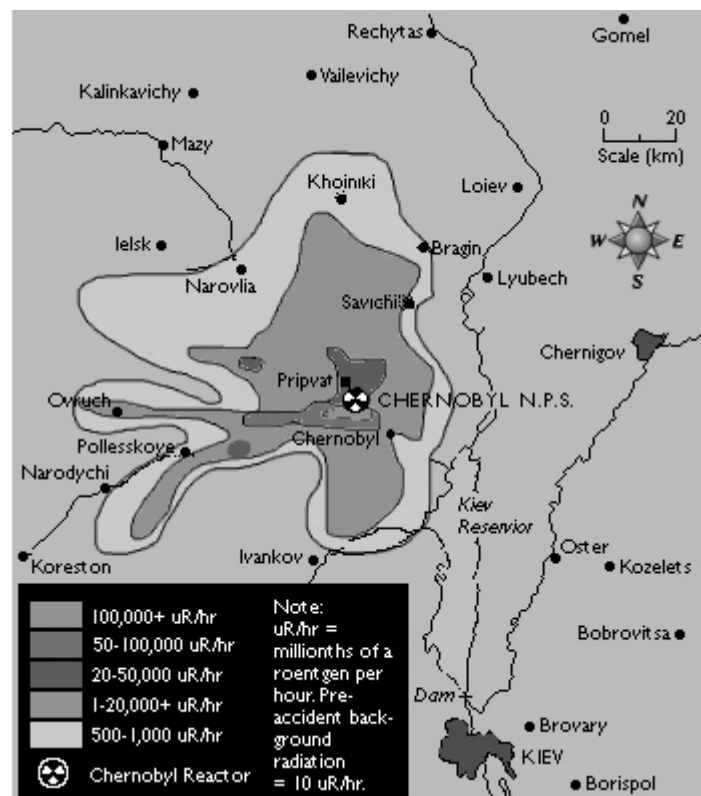 Rechytas
Gomel
Vailevichy
Kalinkavichy
0 20
Scale (km)
Mazy
Khoiniki
Loiev
N
W E
S
Ielsk
Bragin
Narovlia
Lyubech
Savichi
Chernigov
Pripvat
CHERNOBYL N.P.S.
Ovruch
Chernobyl
Pollesskoye
Narodychi
Kiev
Reservior
Oster
Ivankov
Koreston
Kozelets
Bobrovitsa
Dam
Brovary
KIEV
Borispol
100,000+ uR/hr
50-100,000 uR/hr
20-50,000 uR/hr
1-20,000+ uR/hr
500-1,000 uR/hr
Chernobyl Reactor
Note:
uR/hr =
millionths of a
roentgen per
hour. Pre-
accident back-
ground
radiation
= 10 uR/hr.